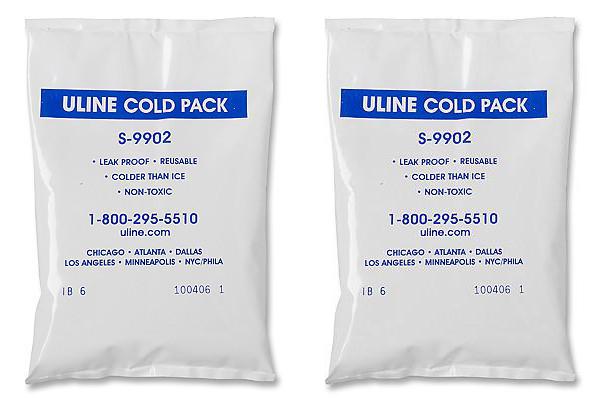 ULINE COLD PACK
S-9902
• LEAK PROOF • REUSABLE
• COLDER THAN ICE
• NON-TOXIC
1-800-295-5510
uline.com
CHICAGO • ATLANTA • DALLAS
LOS ANGELES • MINNEAPOLIS • NYC/PHILA
IB 6 100406 1
ULINE COLD PACK
S-9902
• LEAK PROOF • REUSABLE
• COLDER THAN ICE
• NON-TOXIC
1-800-295-5510
uline.com
CHICAGO • ATLANTA • DALLAS
LOS ANGELES • MINNEAPOLIS • NYC/PHILA
IB 6 100406 1